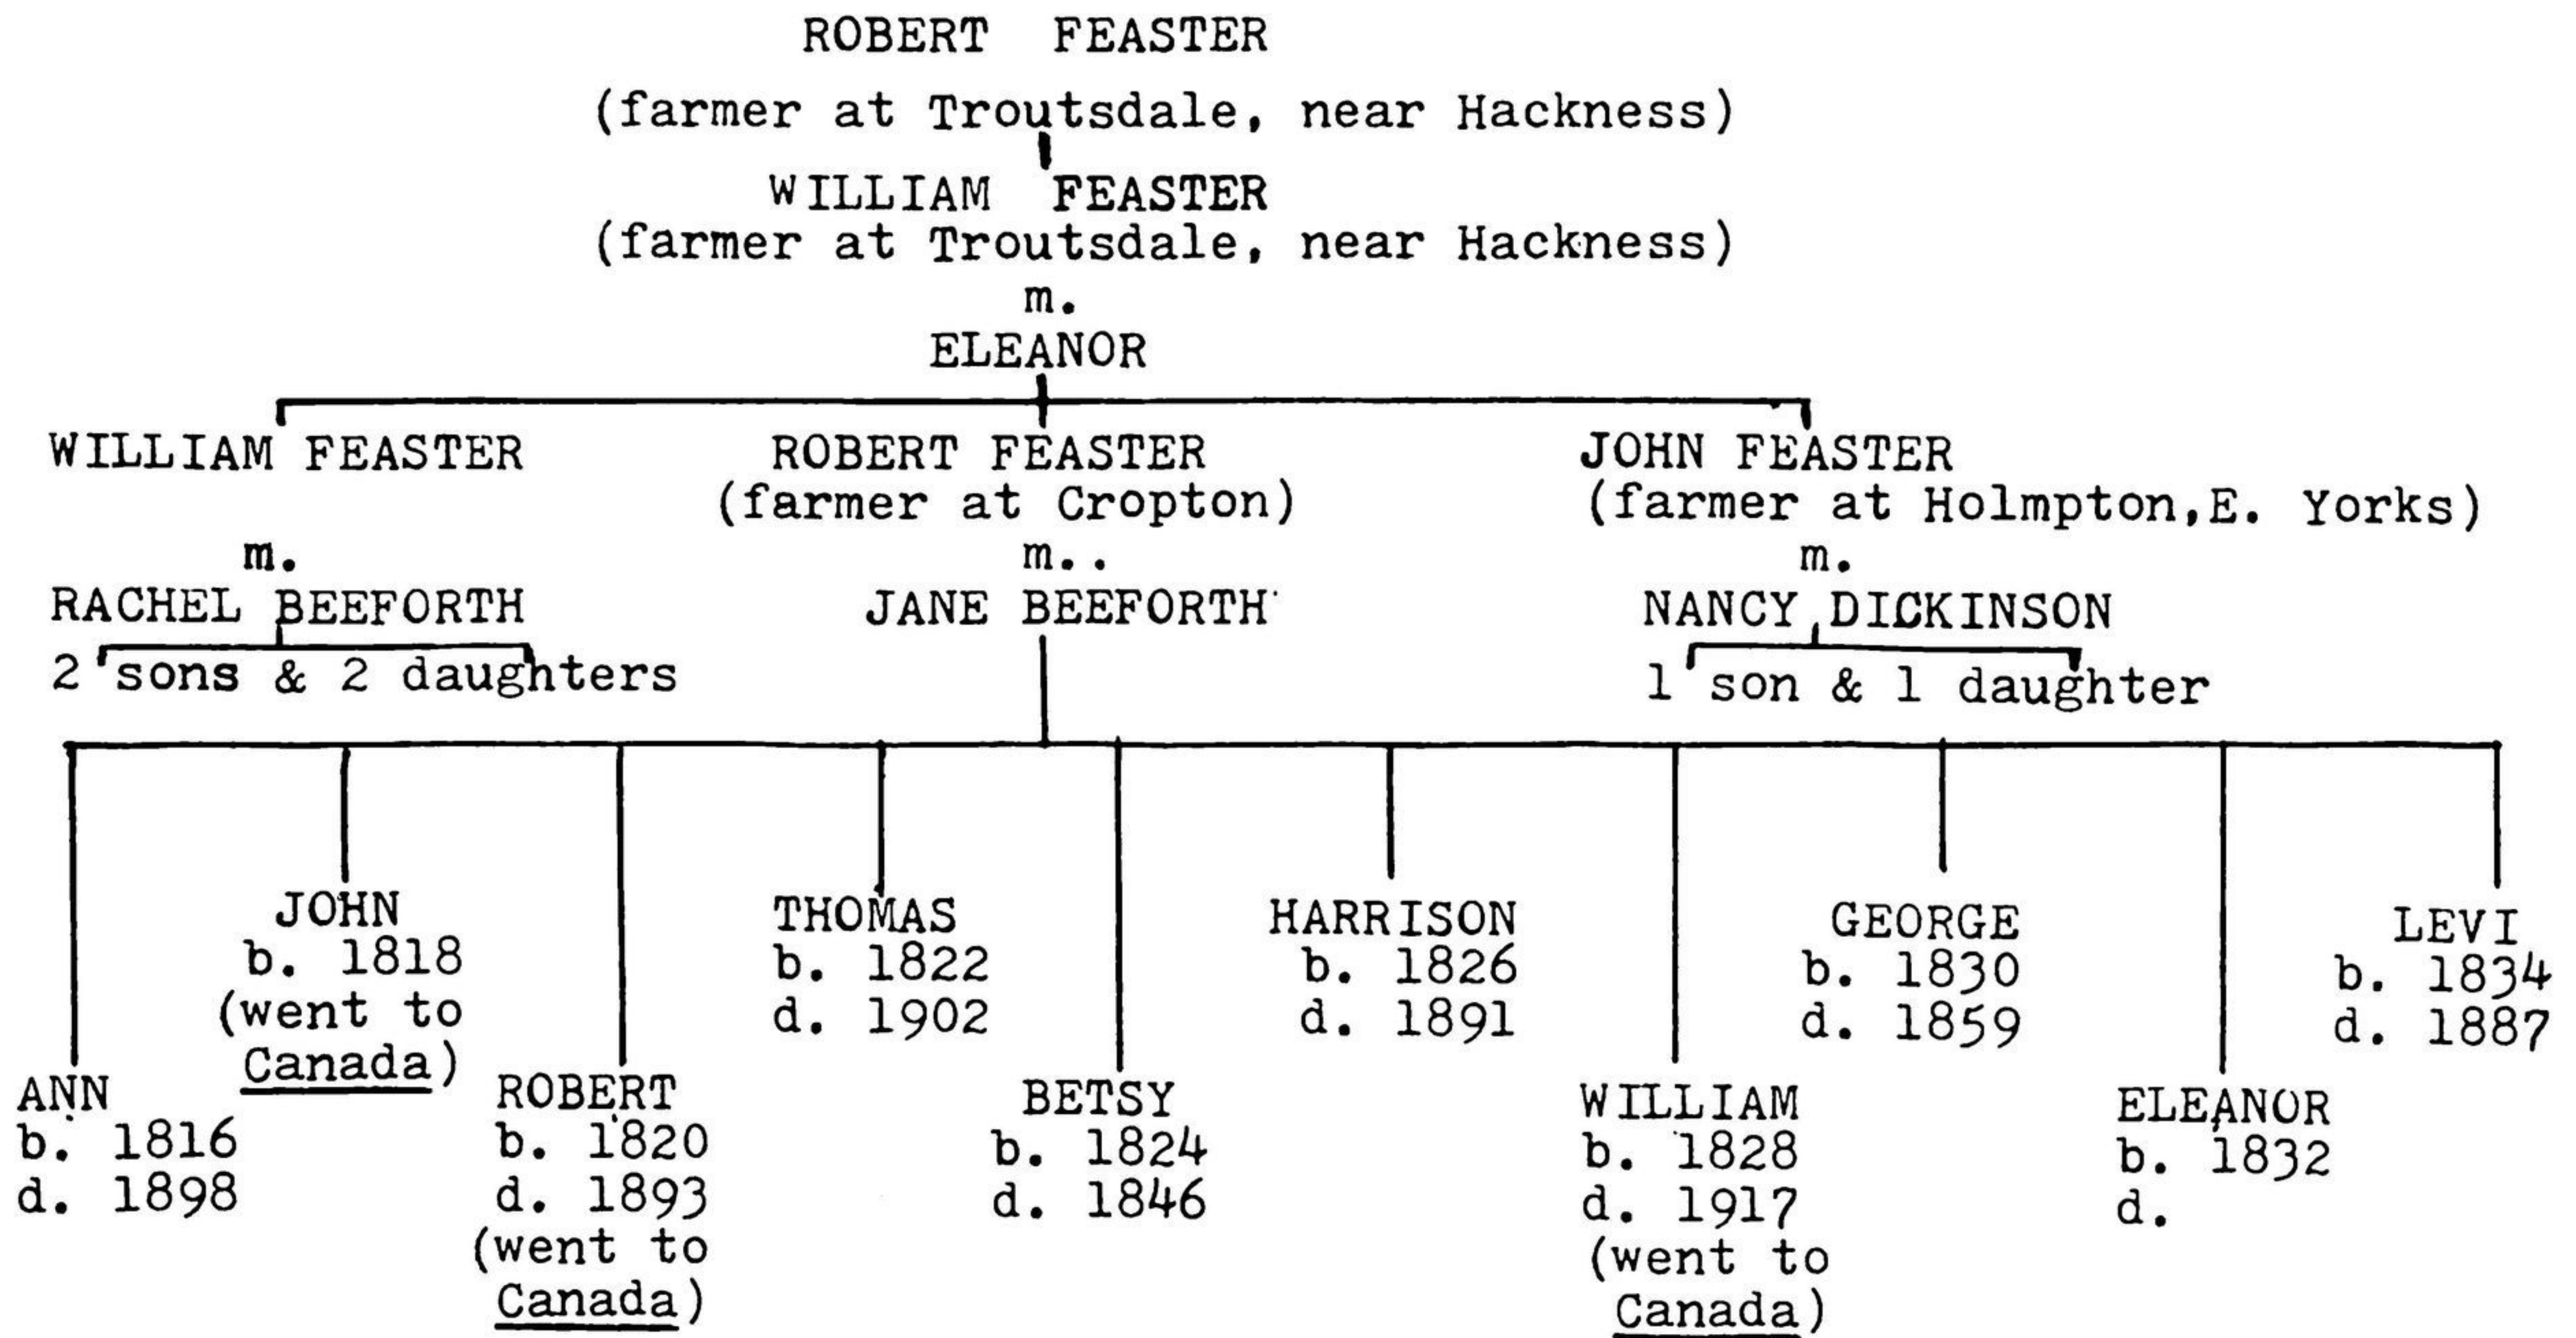 ROBERT FEASTER
(farmer at Troutsdale, near Hackness)
WILLIAM FEASTER
(farmer at Troutsdale, near Hackness)
m.
ELEANOR
WILLIAM FEASTER
m.
RACHEL BEEFORTH
2 sons & 2 daughters
ROBERT FEASTER
(farmer at Cropton)
m..
JANE BEEFORTH
JOHN FEASTER
(farmer at Holmpton,E. Yorks)
m.
NANCY DICKINSON
1 son & 1 daughter
ANN
b. 1816
d. 1898
JOHN
b. 1818
(went to
Canada)
ROBERT
b. 1820
d. 1893
(went to
Canada)
THOMAS
b. 1822
d. 1902
BETSY
b. 1824
d. 1846
HARRISON
b. 1826
d. 1891
WILLIAM
b. 1828
d. 1917
(went to
Canada)
GEORGE
b. 1830
d. 1859
ELEANOR
b. 1832
d.
LEVI
b. 1834
d. 1887